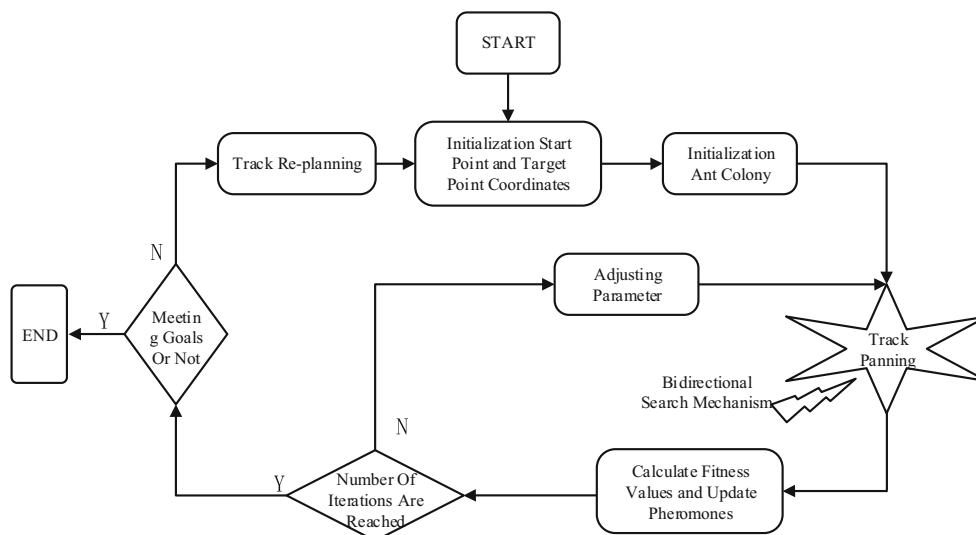 START
Track Re-planning
Initialization Start
Point and Target
Point Coordinates
Initialization
Ant Colony
N
Adjusting
Parameter
END
Y
Meetin
g Goals
Or Not
Track
Panning
Bidirectional
Search Mechanism
N
Y
Number Of
Iterations Are
Reached
Calculate Fitness
Values and Update
Pheromones